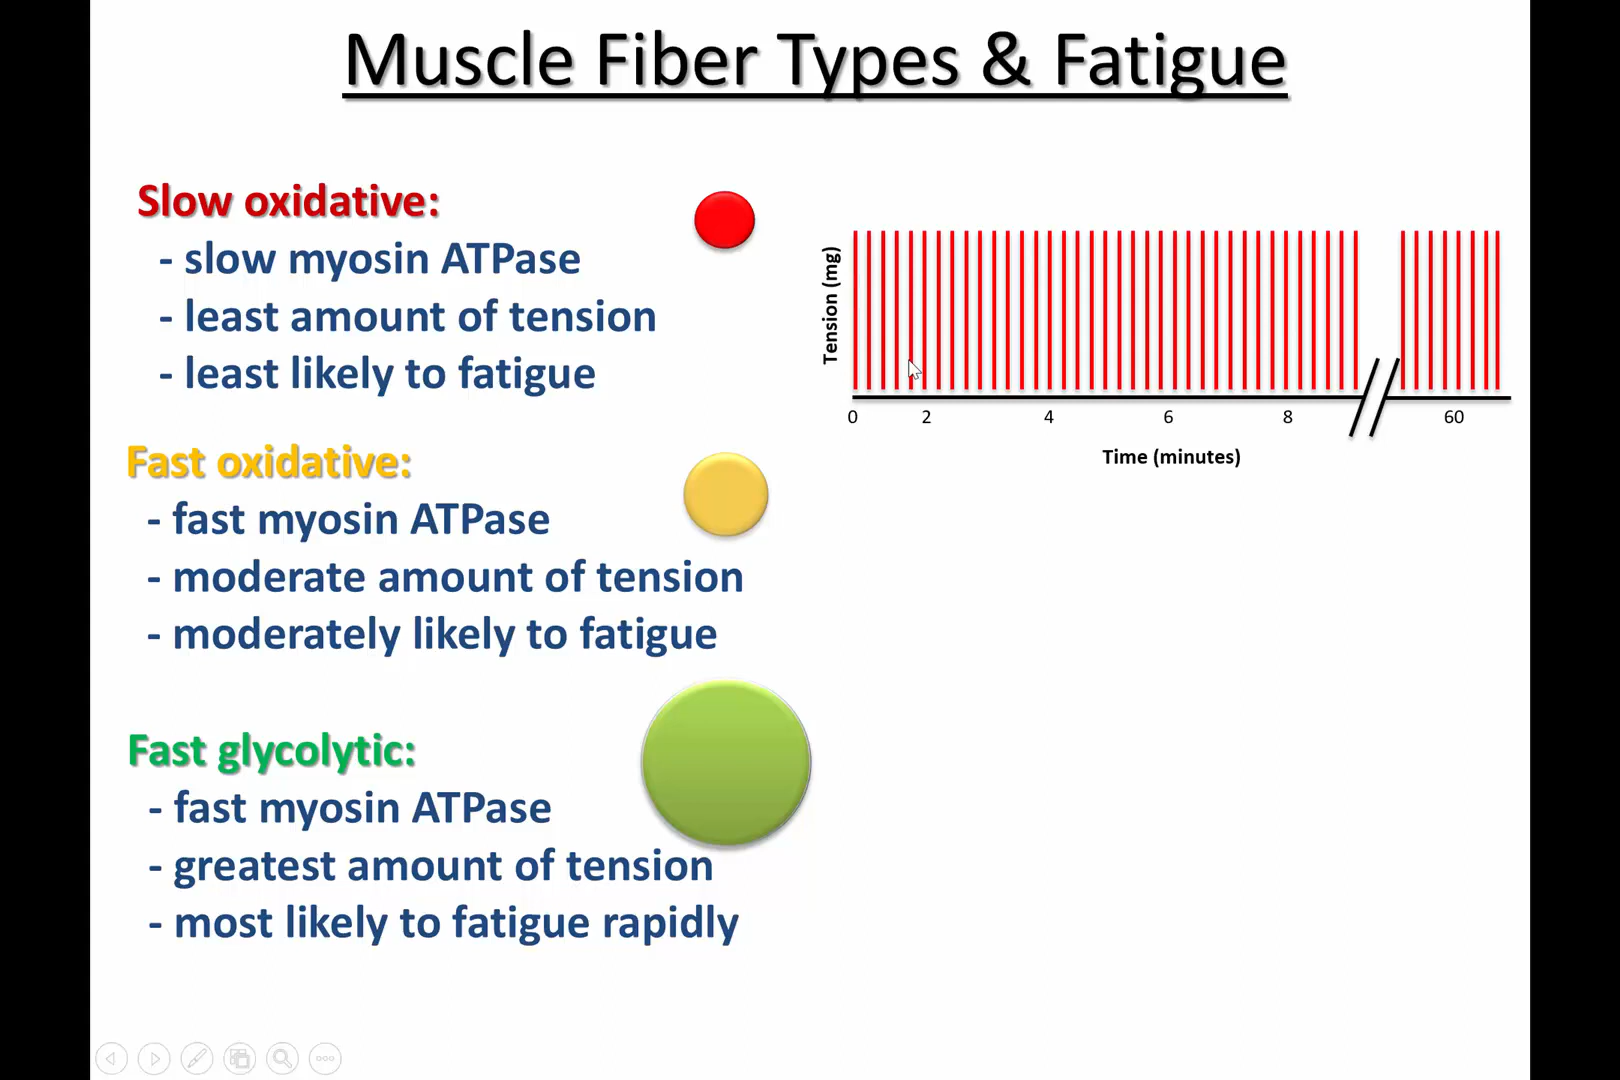 Muscle Fiber Types & Fatigue
Slow oxidative:
- slow myosin ATPase
- least amount of tension
- least likely to fatigue
Fast oxidative:
- fast myosin ATPase
- moderate amount of tension
- moderately likely to fatigue
Fast glycolytic:
- fast myosin ATPase
- greatest amount of tension
- most likely to fatigue rapidly
Tension (mg)
0 2 4 6 8 60
Time (minutes)